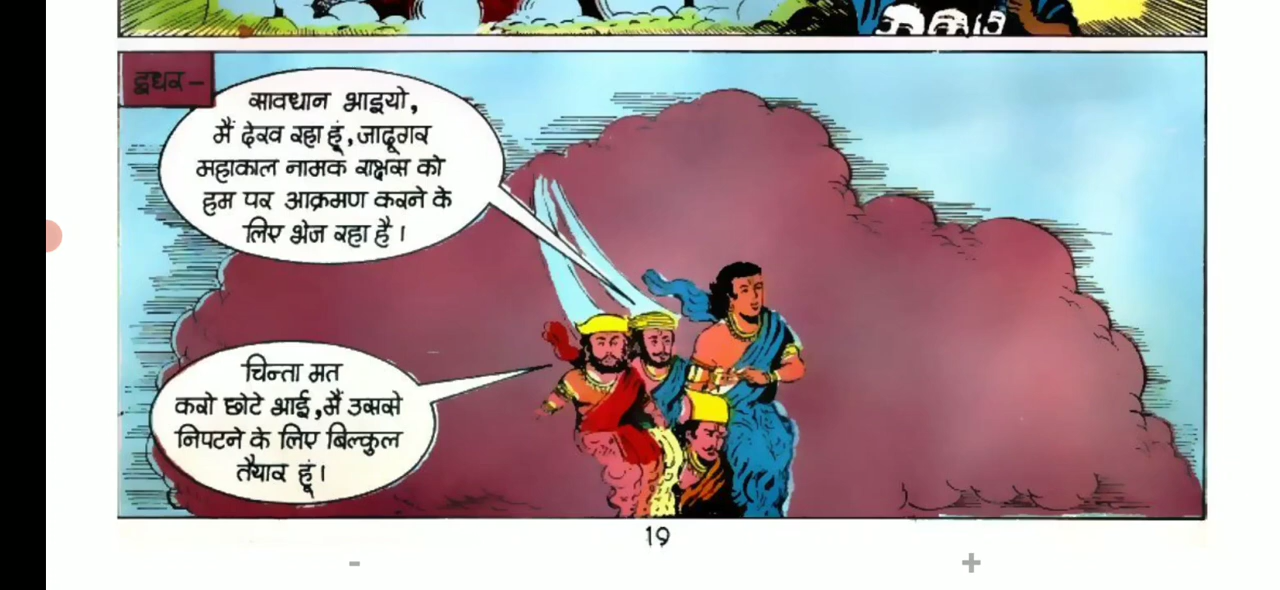 इधर-
सावधान भाइयो,
मैं देख रहा हूं, जादूगर
महाकाल नामक राक्षस को
हम पर आक्रमण करने के
लिए भेज रहा है।
चिन्ता मत
करो छोटे भाई, मैं उससे
निपटने के लिए बिल्कुल
तैयार हूं।
19
-
+